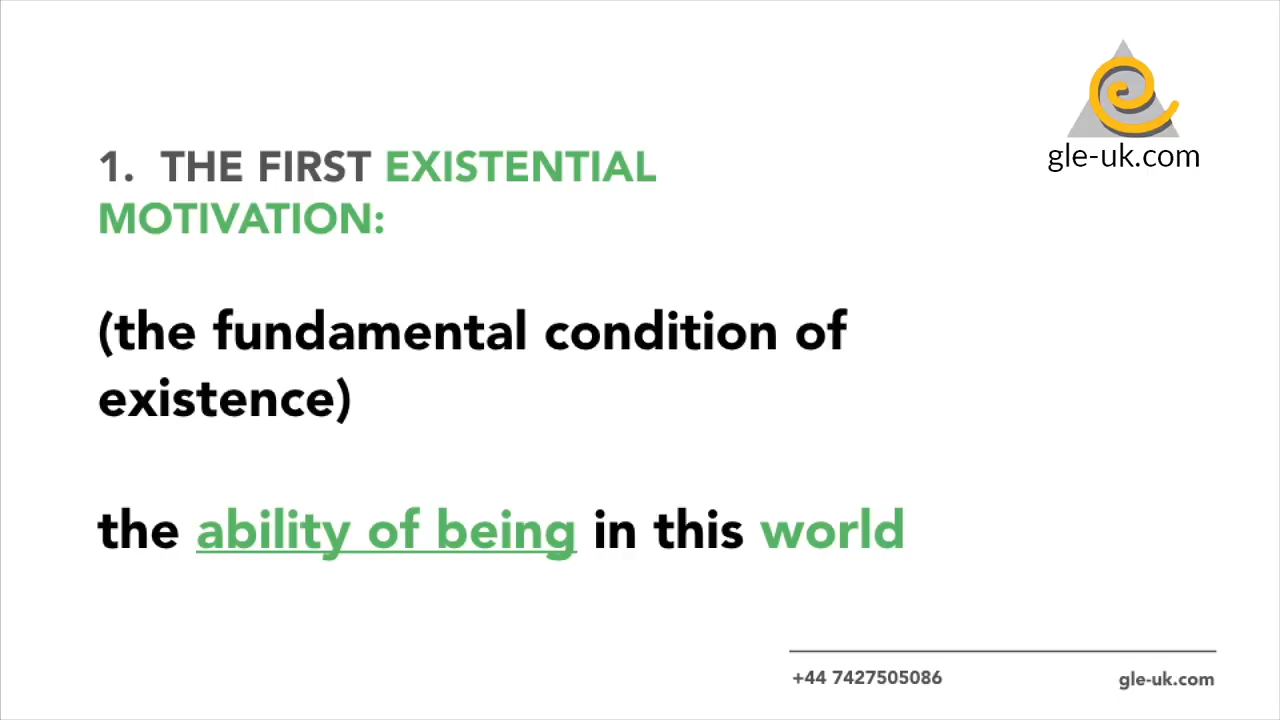 gle-uk.com
1. THE FIRST EXISTENTIAL
MOTIVATION:
(the fundamental condition of
existence)
the ability of being in this world
+44 7427505086
gle-uk.com